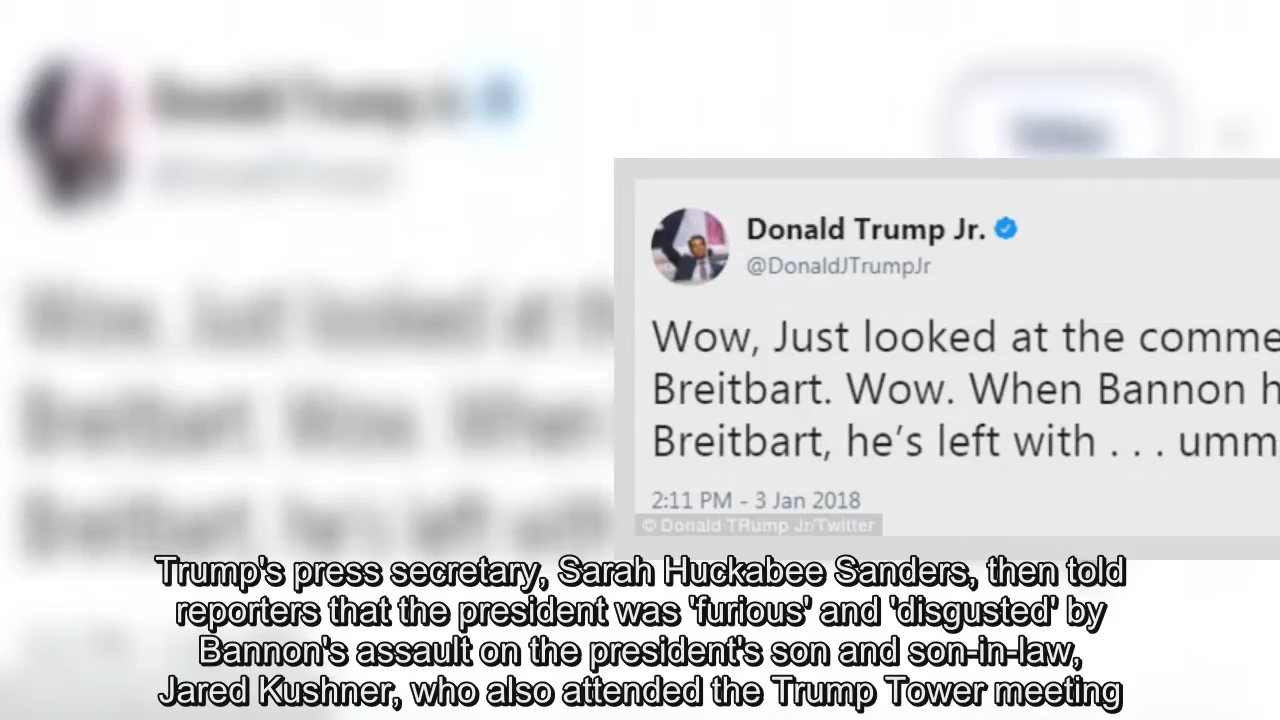 Donald Trump Jr.
@DonaldJTrumpJr
Wow, Just looked at the comme
Breitbart. Wow. When Bannon h
Breitbart, he’s left with . . . umm
2:11 PM - 3 Jan 2018
© Donald TRump Jr/Twitter
Trump's press secretary, Sarah Huckabee Sanders, then told
reporters that the president was 'furious' and 'disgusted' by
Bannon's assault on the president's son and son-in-law,
Jared Kushner, who also attended the Trump Tower meeting